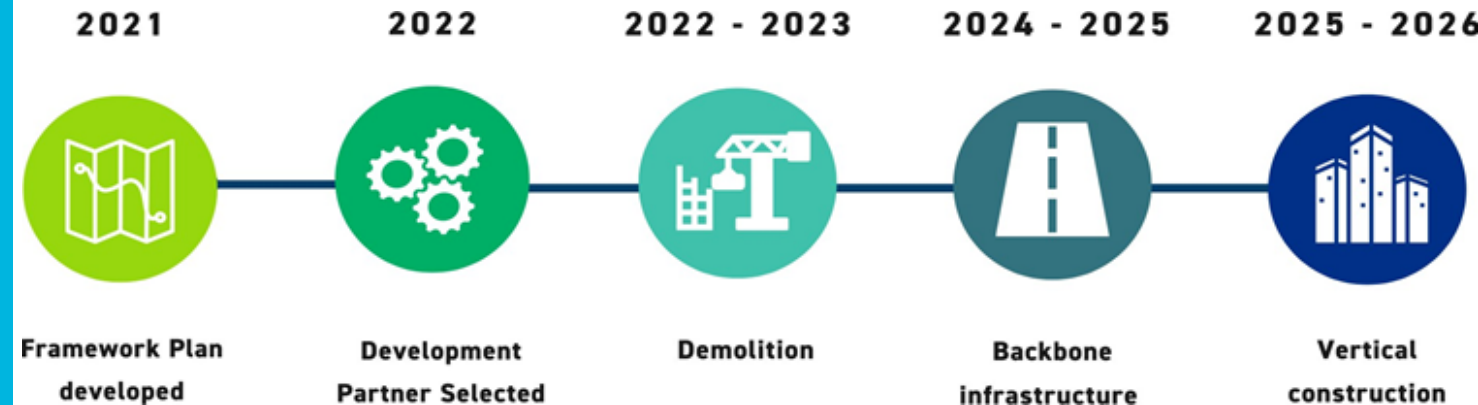 2021
2022
2022 - 2023
2024 - 2025
2025 - 2026
Framework Plan
developed
Development
Partner Selected
Demolition
Backbone
infrastructure
Vertical
construction